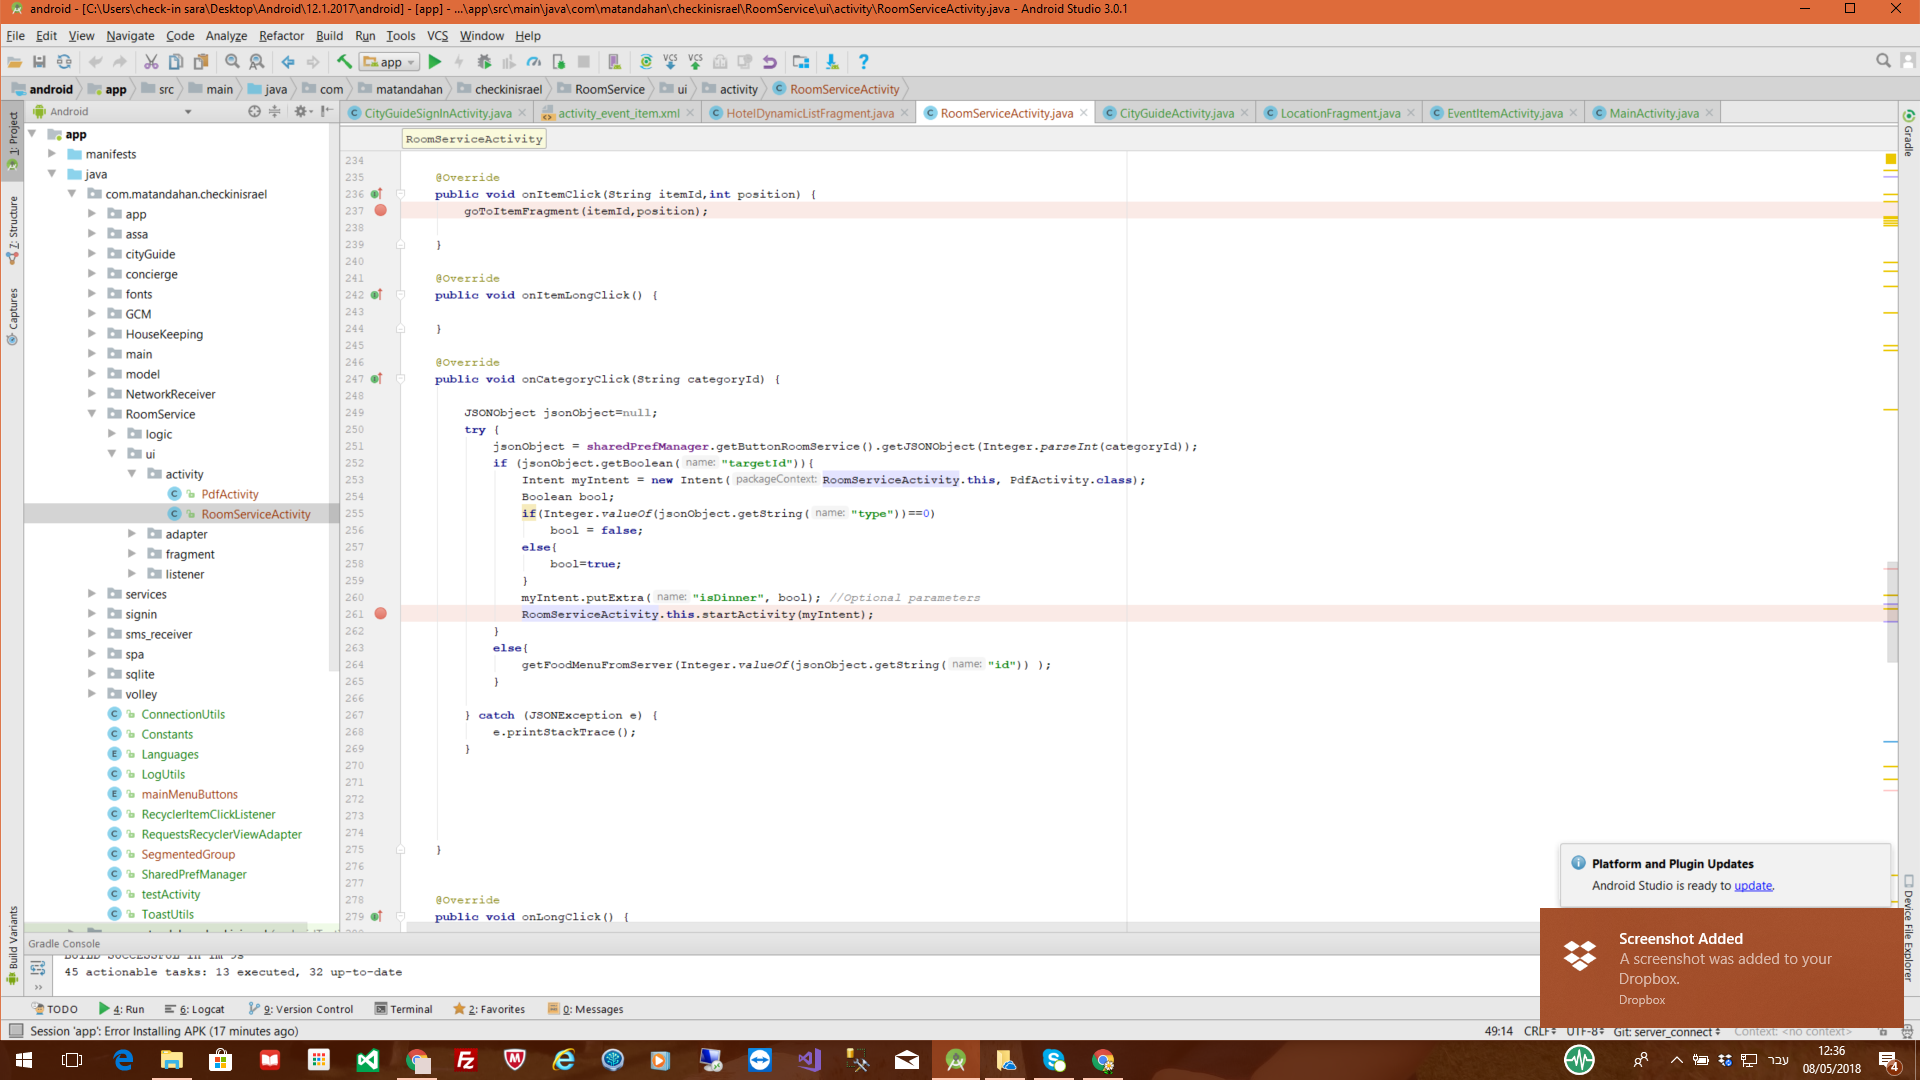 android - [C:\Users\check-in sara\Desktop\Android\12.1.2017\android] - [app] - ...\app\src\main\java\com\matandahan\checkinisrael\RoomService\ui\activity\RoomServiceActivity.java - Android Studio 3.0.1
File Edit View Navigate Code Analyze Refactor Build Run Tools VCS Window Help
app
android app src main java com matandahan checkinisrael RoomService ui activity RoomServiceActivity
Android
CityGuideSignInActivity.java activity_event_item.xml HotelDynamicListFragment.java RoomServiceActivity.java CityGuideActivity.java LocationFragment.java EventItemActivity.java MainActivity.java
1: Project
7: Structure
Captures
Build Variants
Gradle
Device File Explorer
app
manifests
java
com.matandahan.checkinisrael
app
assa
cityGuide
concierge
fonts
GCM
HouseKeeping
main
model
NetworkReceiver
RoomService
logic
ui
activity
PdfActivity
RoomServiceActivity
adapter
fragment
listener
services
signin
sms_receiver
spa
sqlite
volley
ConnectionUtils
Constants
Languages
LogUtils
mainMenuButtons
RecyclerItemClickListener
RequestsRecyclerViewAdapter
SegmentedGroup
SharedPrefManager
testActivity
ToastUtils
RoomServiceActivity
234
235 @Override
236 public void onItemClick(String itemId,int position) {
237 goToItemFragment(itemId,position);
238
239 }
240
241 @Override
242 public void onItemLongClick() {
243
244 }
245
246 @Override
247 public void onCategoryClick(String categoryId) {
248
249 JSONObject jsonObject=null;
250 try {
251 jsonObject = sharedPrefManager.getButtonRoomService().getJSONObject(Integer.parseInt(categoryId));
252 if (jsonObject.getBoolean( name: "targetId")){
253 Intent myIntent = new Intent( packageContext: RoomServiceActivity.this, PdfActivity.class);
254 Boolean bool;
255 if(Integer.valueOf(jsonObject.getString( name: "type"))==0)
256 bool = false;
257 else{
258 bool=true;
259 }
260 myIntent.putExtra( name: "isDinner", bool); //Optional parameters
261 RoomServiceActivity.this.startActivity(myIntent);
262 }
263 else{
264 getFoodMenuFromServer(Integer.valueOf(jsonObject.getString( name: "id")) );
265 }
266
267 } catch (JSONException e) {
268 e.printStackTrace();
269 }
270
271
272
273
274
275 }
276
277
278 @Override
279 public void onLongClick() {
Platform and Plugin Updates
Android Studio is ready to update.
Screenshot Added
A screenshot was added to your
Dropbox.
Dropbox
Gradle Console
45 actionable tasks: 13 executed, 32 up-to-date
TODO 4: Run 6: Logcat 9: Version Control Terminal 2: Favorites 0: Messages
Session 'app': Error Installing APK (17 minutes ago)
49:14 CRLF UTF-8 Git: server_connect Context: <no context>
עבר
12:36
08/05/2018
4